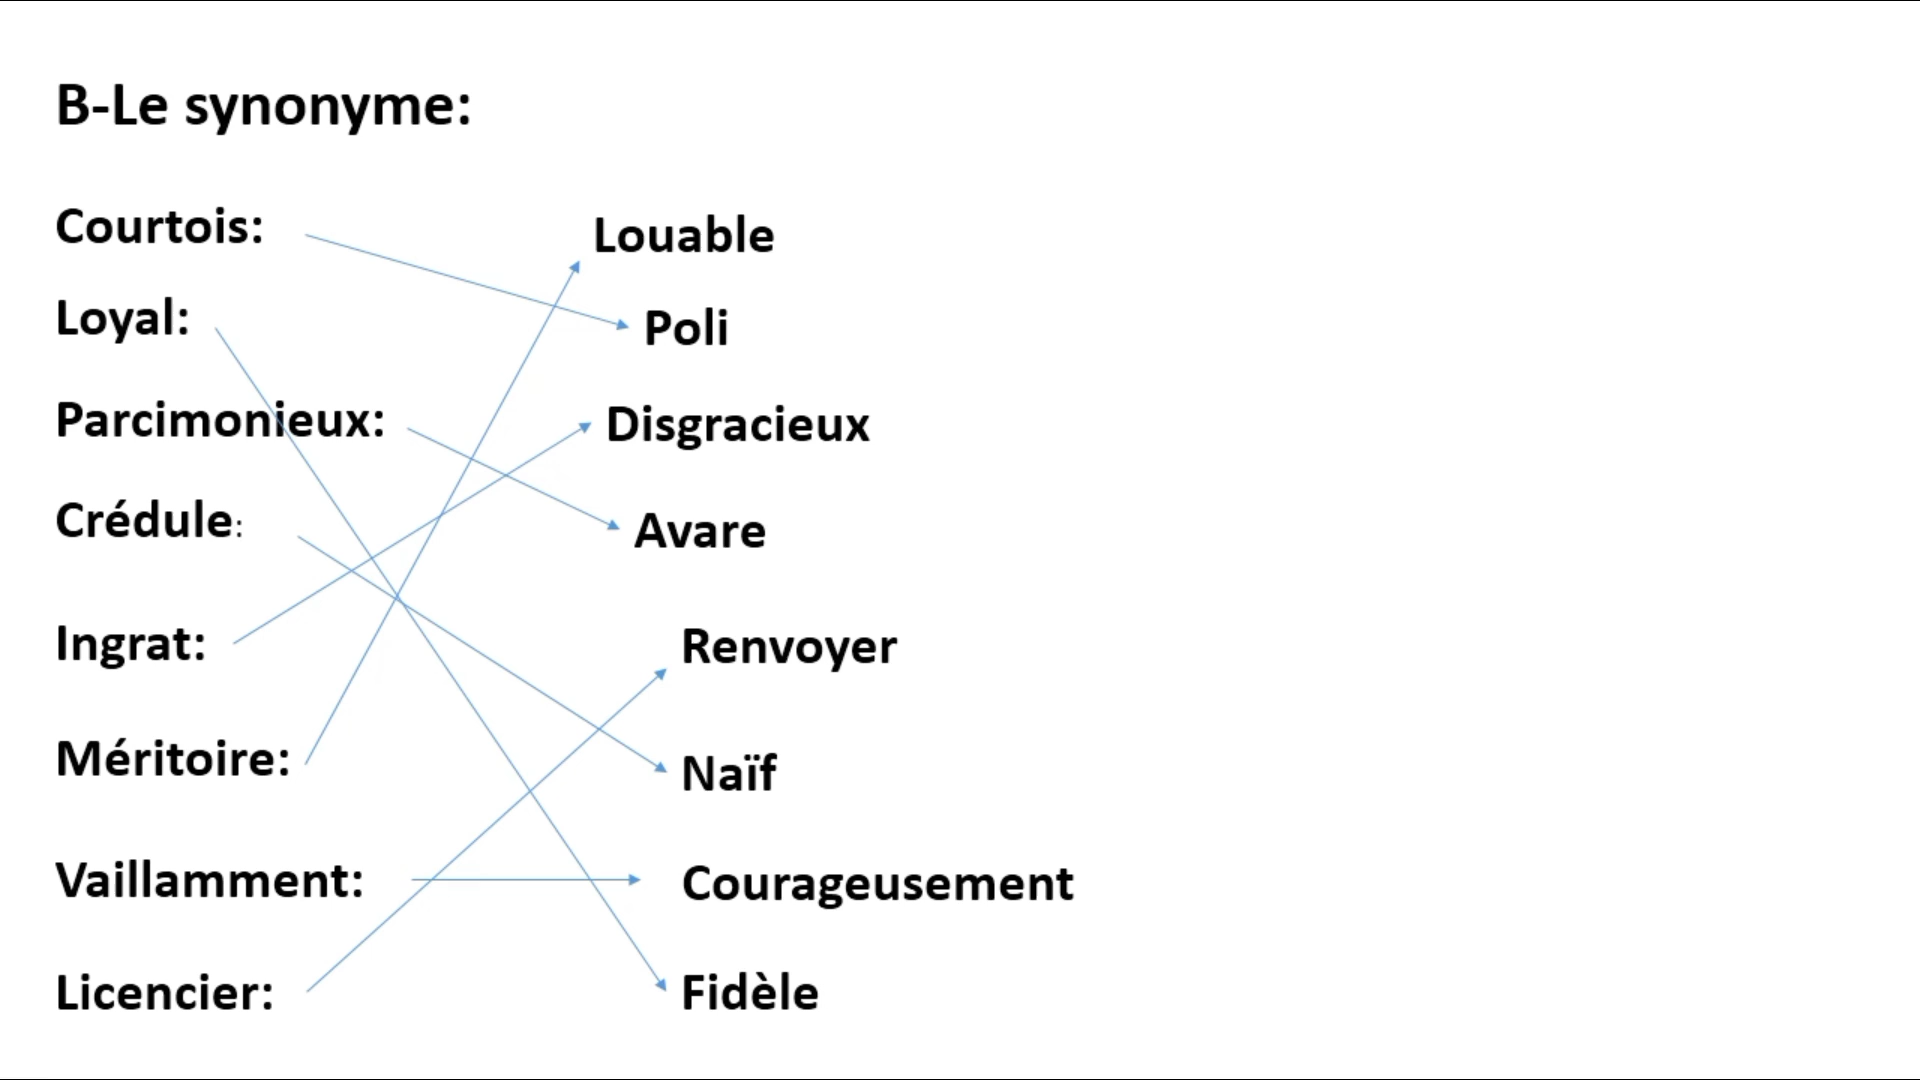 B-Le synonyme:
Courtois: Louable
Loyal: Poli
Parcimonieux: Disgracieux
Crédule: Avare
Ingrat: Renvoyer
Méritoire: Naïf
Vaillamment: Courageusement
Licencier: Fidèle